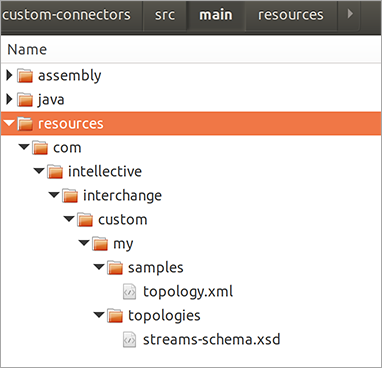 custom-connectors src main resources
Name
assembly
java
resources
com
intellective
interchange
custom
my
samples
topology.xml
topologies
streams-schema.xsd